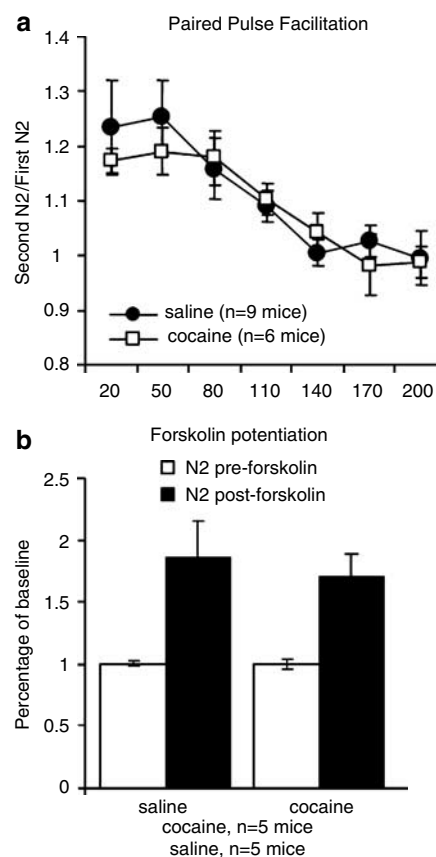 a
Paired Pulse Facilitation
Second N2/First N2
1.4
1.3
1.2
1.1
1
0.9
0.8
saline (n=9 mice)
cocaine (n=6 mice)
20 50 80 110 140 170 200
b
Forskolin potentiation
N2 pre-forskolin
N2 post-forskolin
Percentage of baseline
2.5
2
1.5
1
0.5
0
saline cocaine
cocaine, n=5 mice
saline, n=5 mice